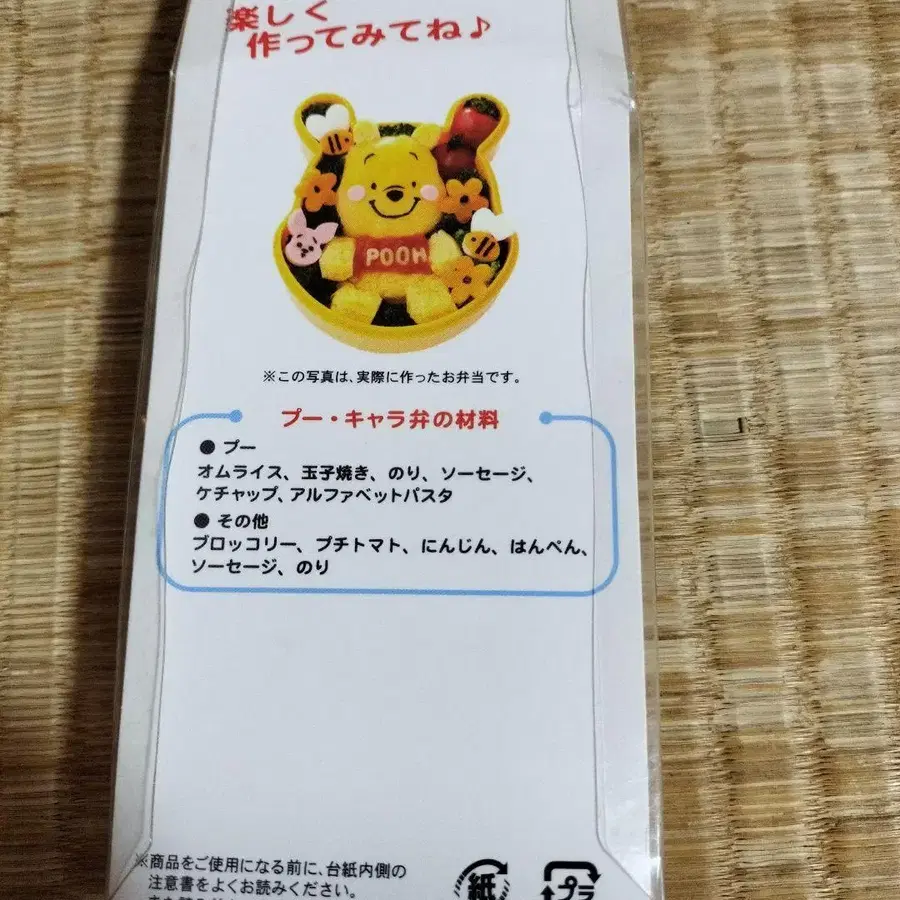 楽しく
作ってみてね♪
POOH
※この写真は、実際に作ったお弁当です。
プー・キャラ弁の材料
● プー
オムライス、玉子焼き、のり、ソーセージ、
ケチャップ、アルファベットパスタ
● その他
ブロッコリー、プチトマト、にんじん、はんぺん、
ソーセージ、のり
※商品をご使用になる前に、台紙内側の
注意書をよくお読みください。
紙
プラ